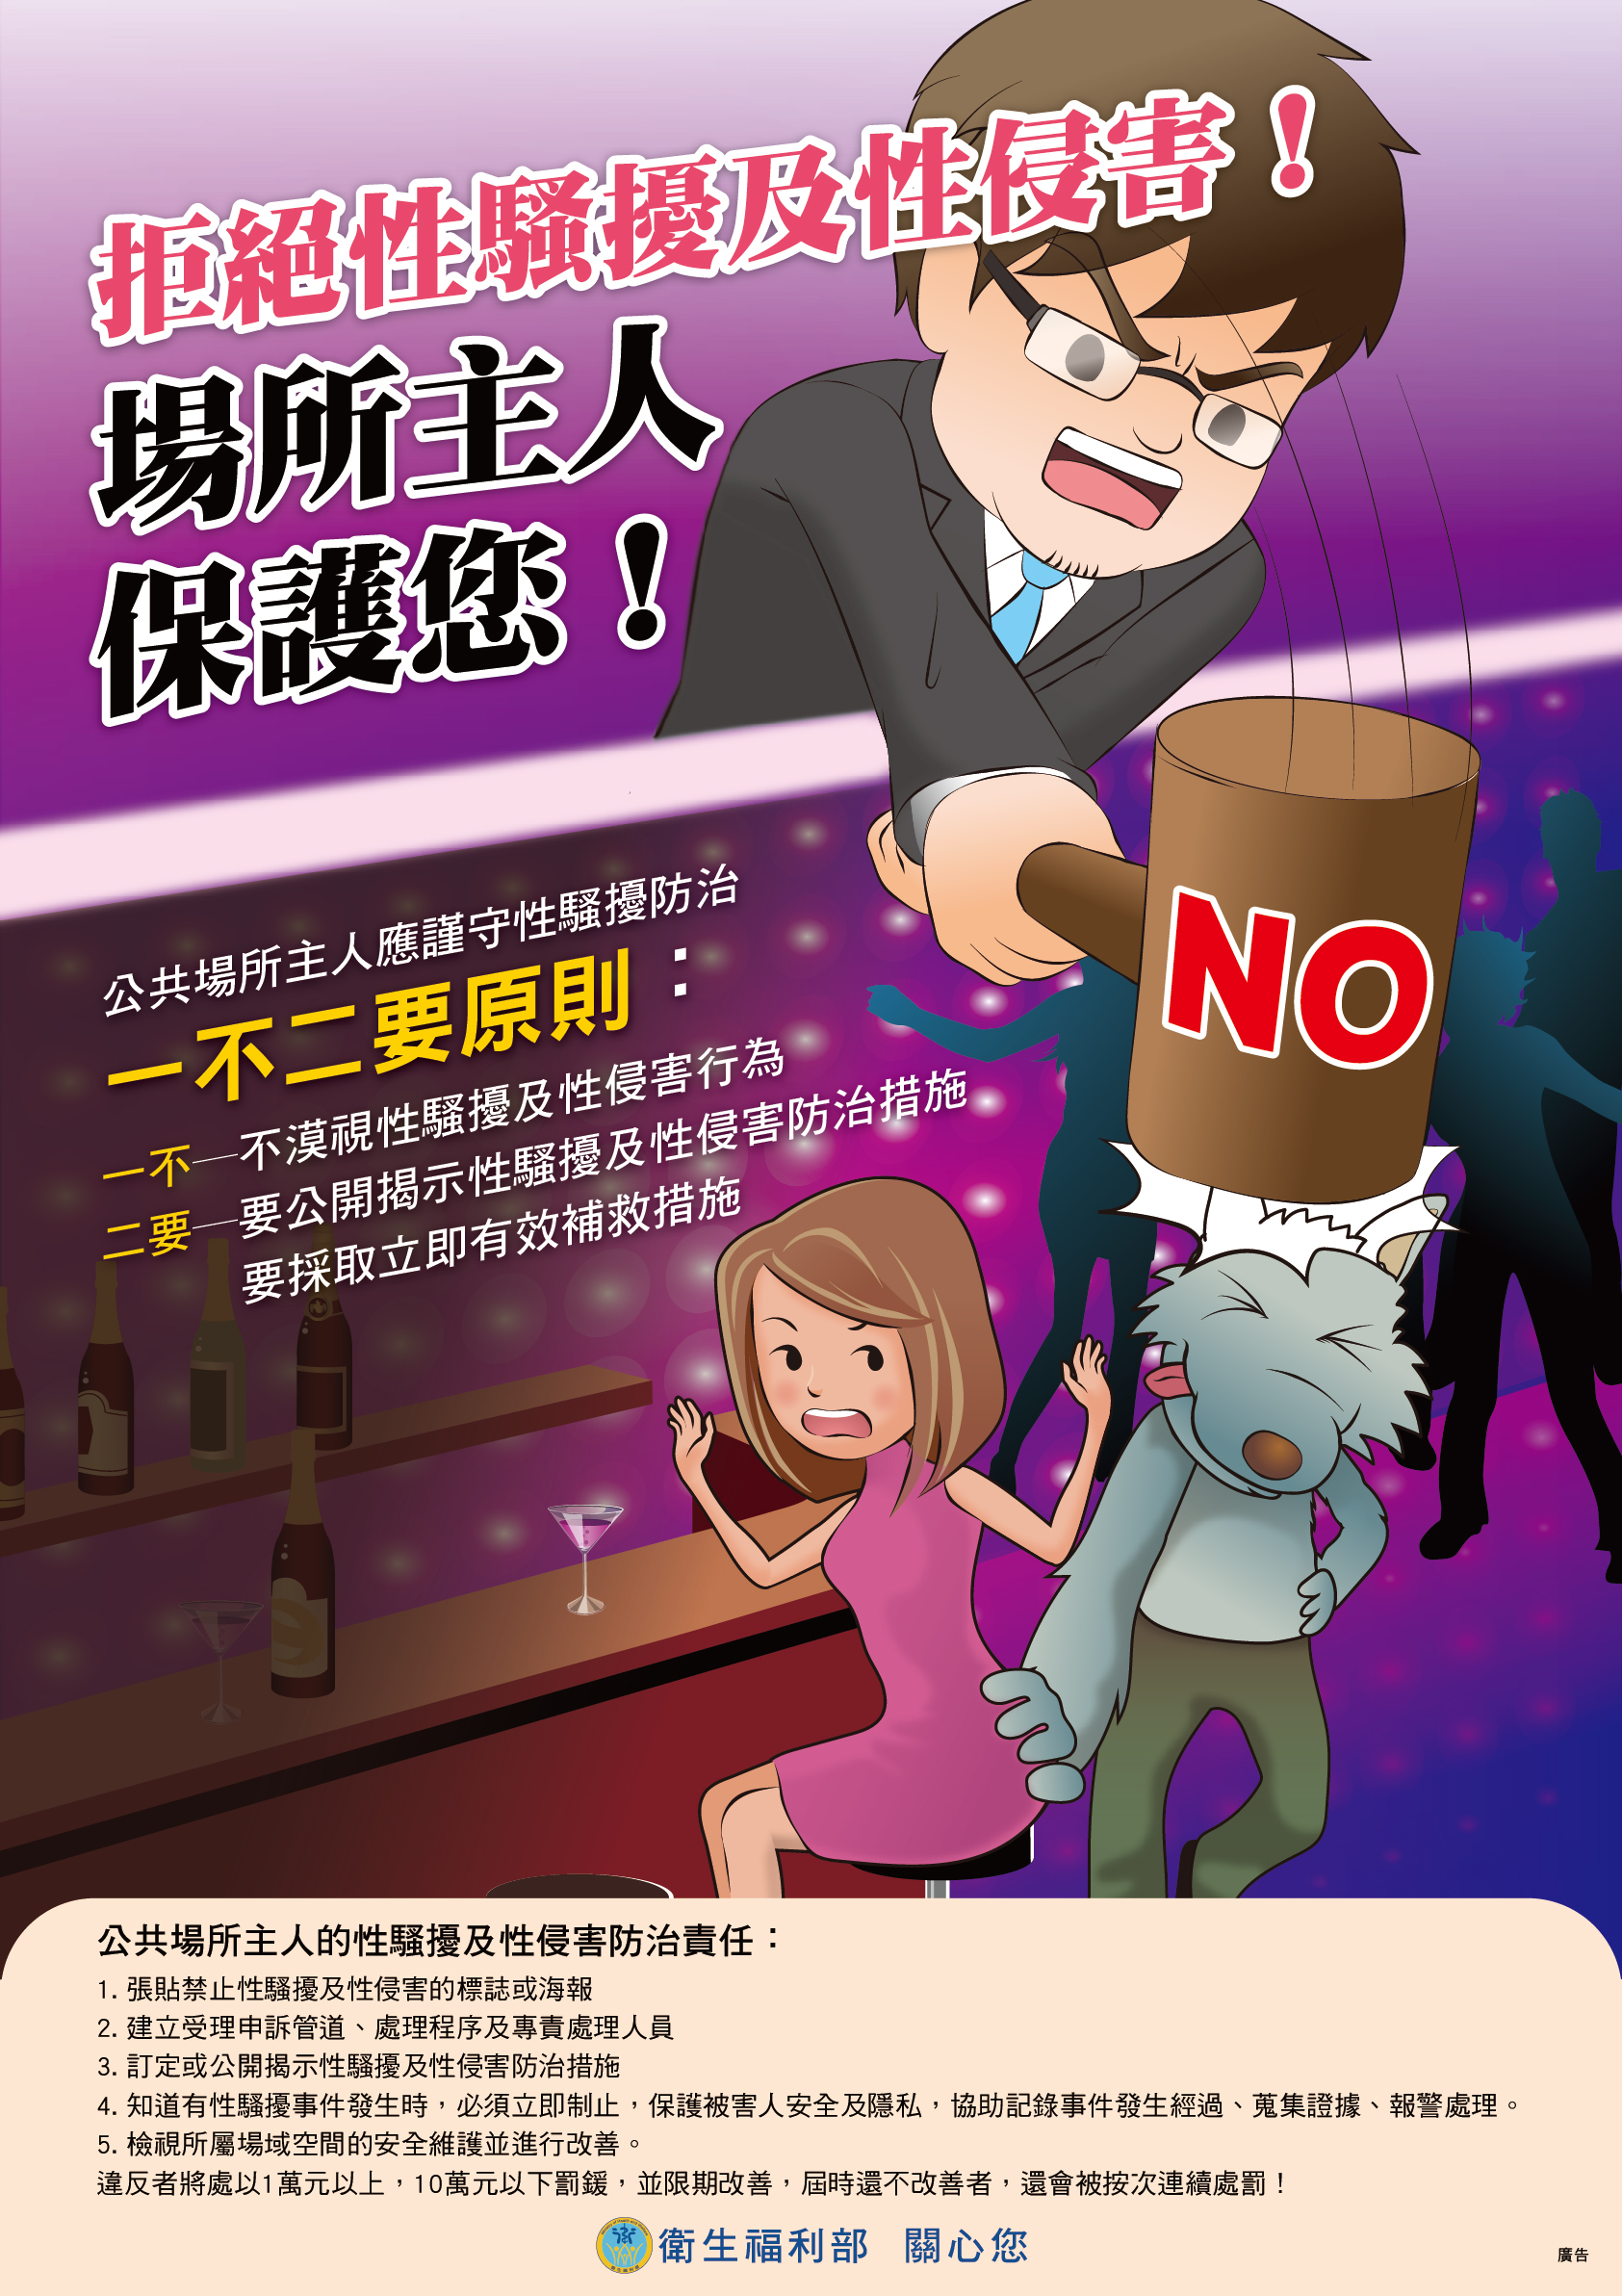 拒絕性騷擾及性侵害！
場所主人
保護您！
公共場所主人應謹守性騷擾防治
一不二要原則：
一不──不漠視性騷擾及性侵害行為
二要──要公開揭示性騷擾及性侵害防治措施
要採取立即有效補救措施
NO
公共場所主人的性騷擾及性侵害防治責任：
1. 張貼禁止性騷擾及性侵害的標誌或海報
2. 建立受理申訴管道、處理程序及專責處理人員
3. 訂定或公開揭示性騷擾及性侵害防治措施
4. 知道有性騷擾事件發生時，必須立即制止，保護被害人安全及隱私，協助記錄事件發生經過、蒐集證據、報警處理。
5. 檢視所屬場域空間的安全維護並進行改善。
違反者將處以1萬元以上，10萬元以下罰鍰，並限期改善，屆時還不改善者，還會被按次連續處罰！
衛生福利部 關心您
廣告